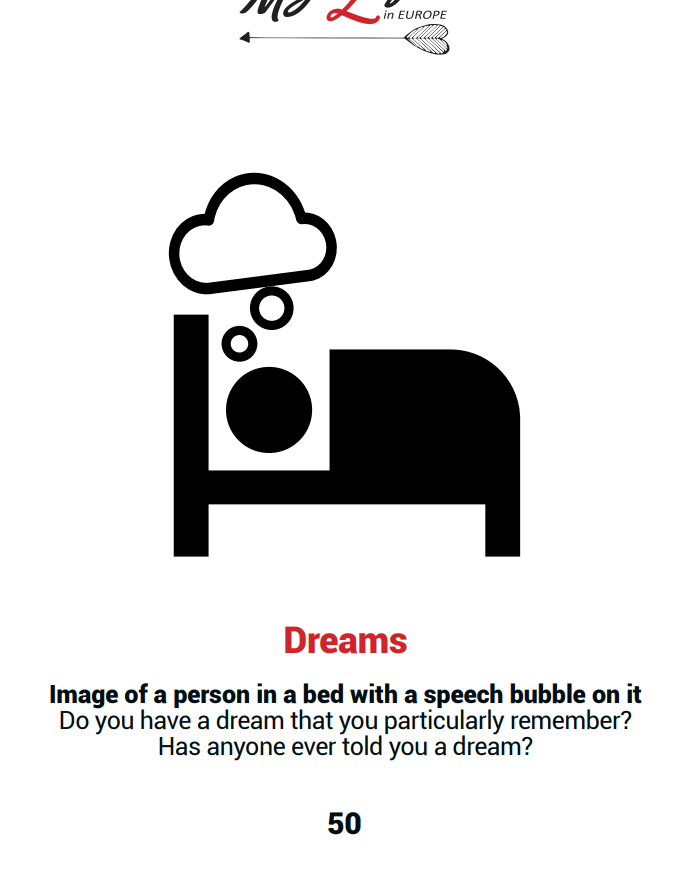 My
in EUROPE
Dreams
Image of a person in a bed with a speech bubble on it
Do you have a dream that you particularly remember?
Has anyone ever told you a dream?
50